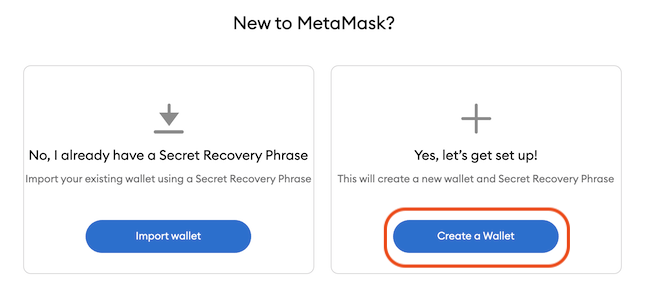 New to MetaMask?
No, I already have a Secret Recovery Phrase
Import your existing wallet using a Secret Recovery Phrase
Import wallet
Yes, let's get set up!
This will create a new wallet and Secret Recovery Phrase
Create a Wallet